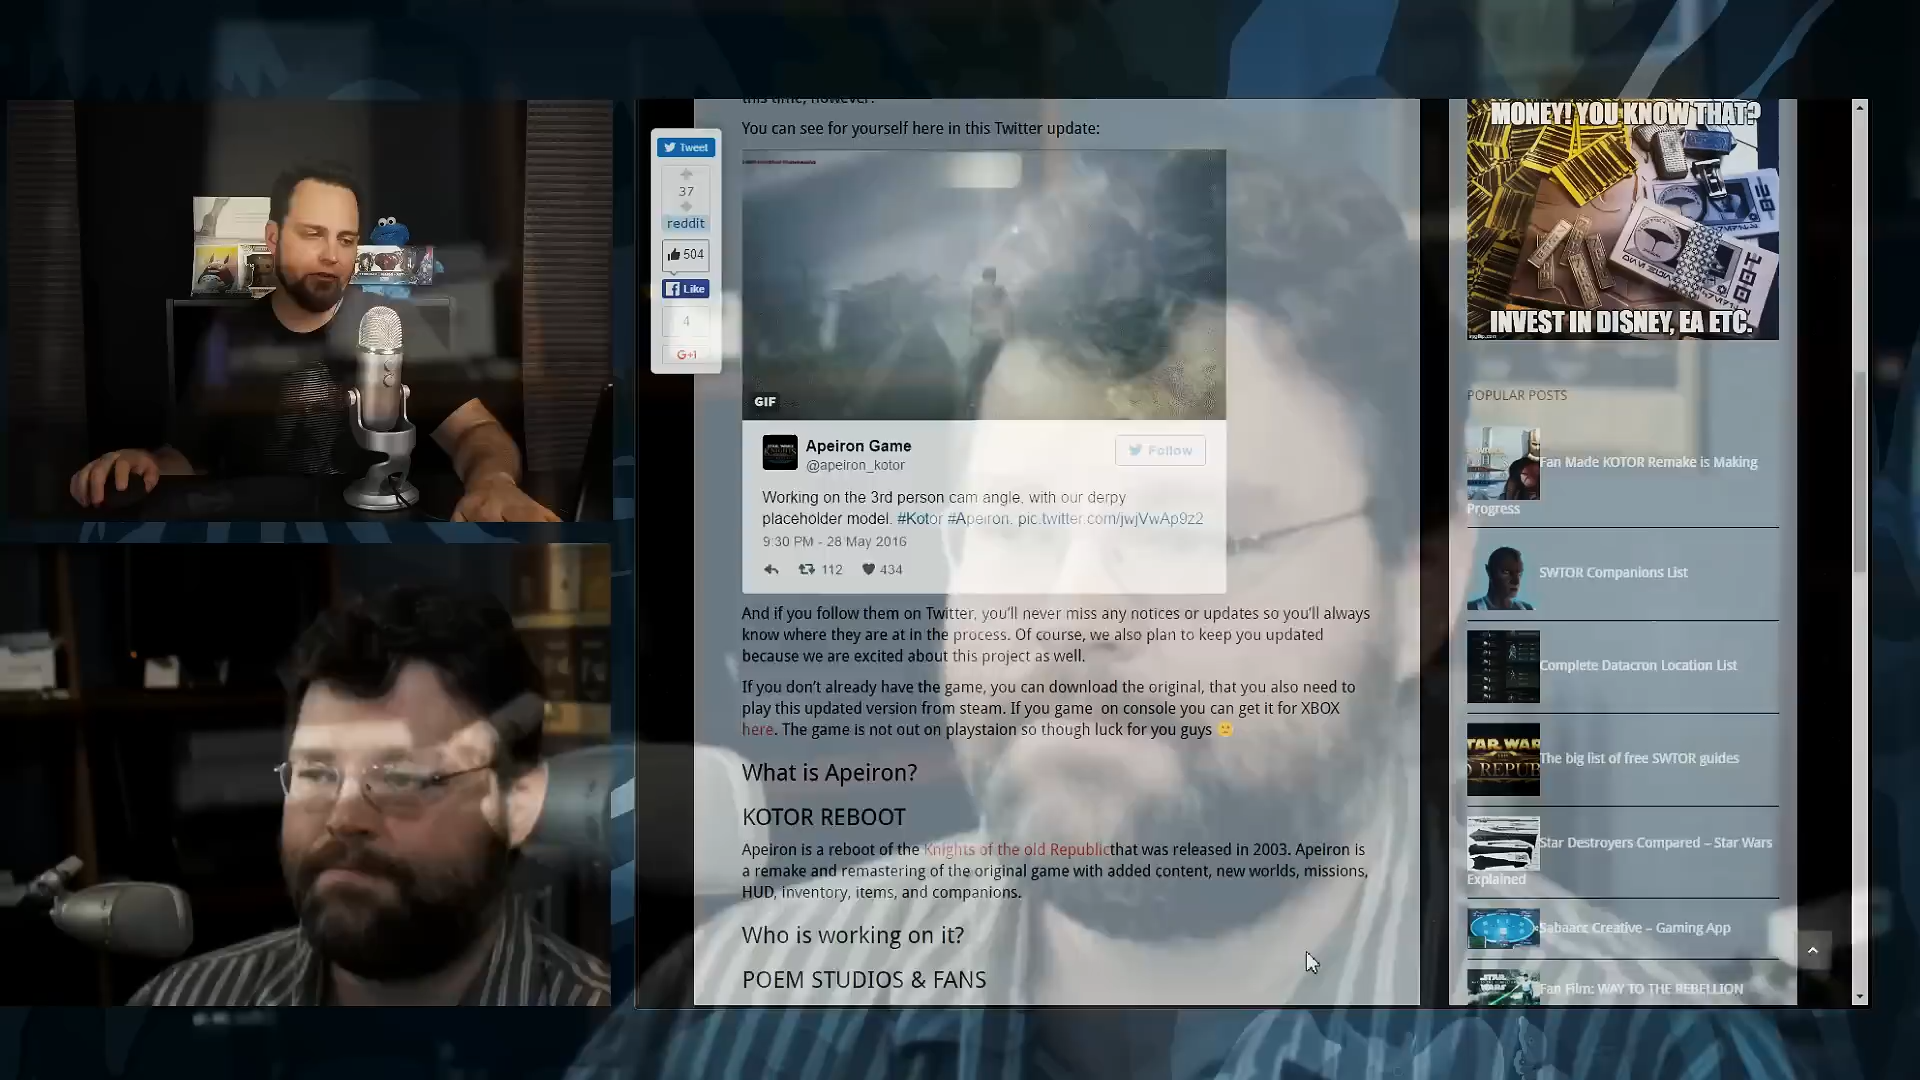 this time, however.
You can see for yourself here in this Twitter update:
Tweet
37
reddit
504
Like
4
G+1
GIF
Apeiron Game
@apeiron_kotor
Follow
Working on the 3rd person cam angle, with our derpy
placeholder model. #Kotor #Apeiron. pic.twitter.com/jwjVwAp9z2
9:30 PM - 28 May 2016
112 434
And if you follow them on Twitter, you'll never miss any notices or updates so you'll always
know where they are at in the process. Of course, we also plan to keep you updated
because we are excited about this project as well.
If you don't already have the game, you can download the original, that you also need to
play this updated version from steam. If you game on console you can get it for XBOX
here. The game is not out on playstaion so though luck for you guys
What is Apeiron?
KOTOR REBOOT
Apeiron is a reboot of the Knights of the old Republicthat was released in 2003. Apeiron is
a remake and remastering of the original game with added content, new worlds, missions,
HUD, inventory, items, and companions.
Who is working on it?
POEM STUDIOS & FANS
MONEY! YOU KNOW THAT?
100
INVEST IN DISNEY, EA ETC.
POPULAR POSTS
Fan Made KOTOR Remake is Making
Progress
SWTOR Companions List
Complete Datacron Location List
The big list of free SWTOR guides
Star Destroyers Compared – Star Wars
Explained
Sabaacc Creative – Gaming App
Fan Film: WAY TO THE REBELLION